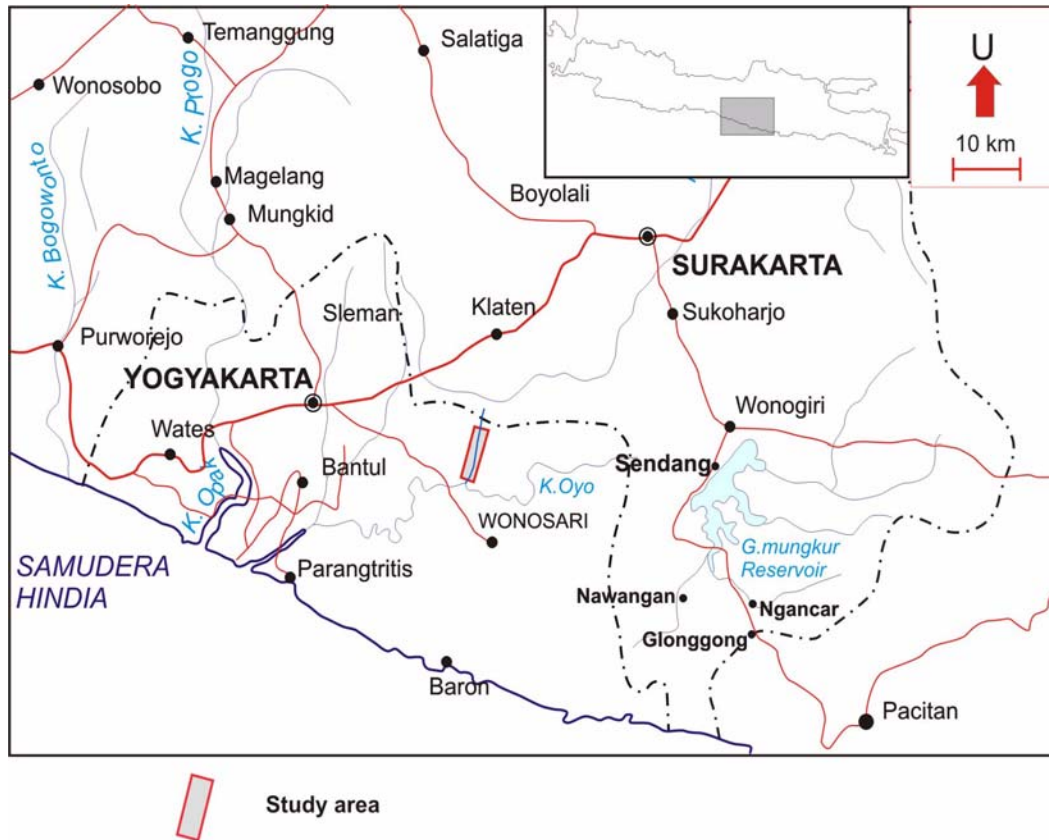 Temanggung
Salatiga
U
Wonosobo
K. Progo
10 km
Magelang
Boyolali
Mungkid
K. Bogowonto
SURAKARTA
Sleman
Klaten
Sukoharjo
Purworejo
YOGYAKARTA
Wonogiri
Wates
Sendang
Bantul
K. Opak
K.Oyo
WONOSARI
G.mungkur
Reservoir
SAMUDERA
HINDIA
Parangtritis
Nawangan
Ngancar
Glonggong
Baron
Pacitan
Study area